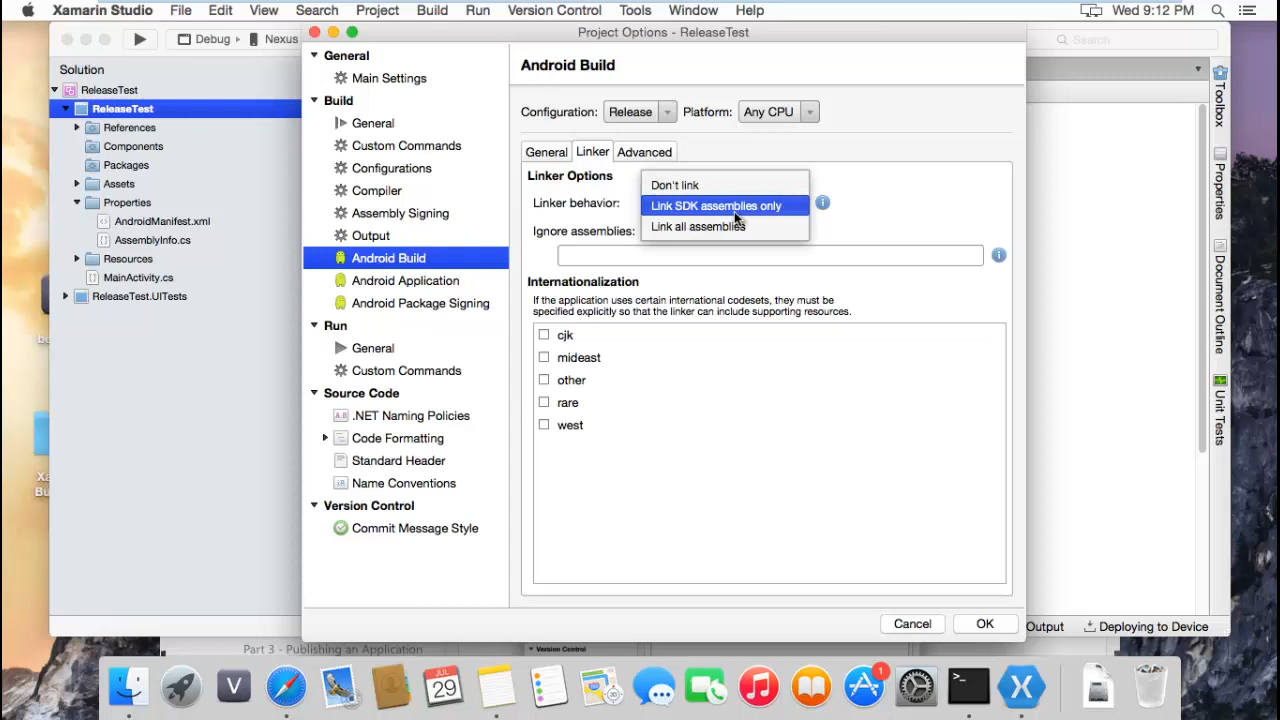 Xamarin Studio File Edit View Search Project Build Run Version Control Tools Window Help Wed 9:12 PM
Project Options - ReleaseTest
Debug Nexus Search
Solution
ReleaseTest
ReleaseTest
References
Components
Packages
Assets
Properties
AndroidManifest.xml
AssemblyInfo.cs
Resources
MainActivity.cs
ReleaseTest.UITests
General
Main Settings
Build
General
Custom Commands
Configurations
Compiler
Assembly Signing
Output
Android Build
Android Application
Android Package Signing
Run
General
Custom Commands
Source Code
.NET Naming Policies
Code Formatting
Standard Header
Name Conventions
Version Control
Commit Message Style
Android Build
Configuration: Release Platform: Any CPU
General Linker Advanced
Linker Options
Linker behavior:
Don't link
Link SDK assemblies only
Link all assemblies
Ignore assemblies:
Internationalization
If the application uses certain international codesets, they must be
specified explicitly so that the linker can include supporting resources.
cjk
mideast
other
rare
west
Cancel OK
Toolbox
Properties
Document Outline
Unit Tests
Output Deploying to Device
Part 3 - Publishing an Application
Version Control
JUL
29
1